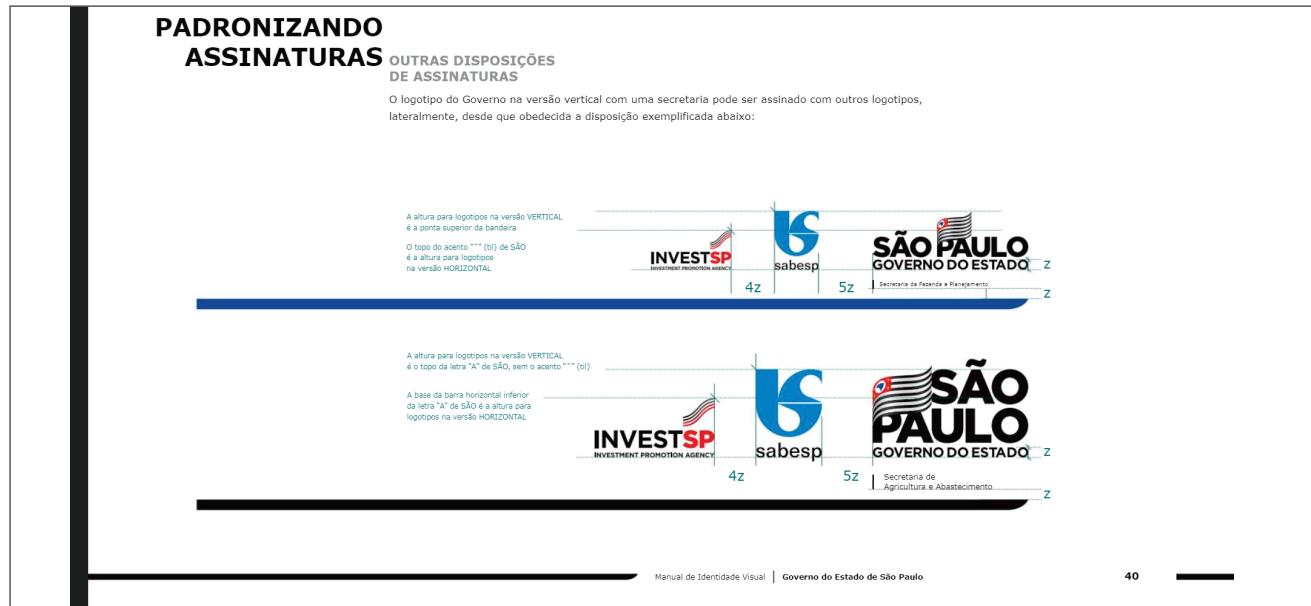 PADRONIZANDO
ASSINATURAS
OUTRAS DISPOSIÇÕES
DE ASSINATURAS
O logotipo do Governo na versão vertical com uma secretaria pode ser assinado com outros logotipos,
lateralmente, desde que obedecida a disposição exemplificada abaixo:
A altura para logotipos na versão VERTICAL
é a ponta superior da bandeira
O topo do acento "~" (til) de SÃO
é a altura para logotipos
na versão HORIZONTAL
INVESTSP
INVESTMENT PROMOTION AGENCY
sabesp
SÃO PAULO
GOVERNO DO ESTADO
Secretaria da Fazenda e Planejamento
4z
5z
z
z
A altura para logotipos na versão VERTICAL
é o topo da letra "A" de SÃO, sem o acento "~" (til)
A base da barra horizontal inferior
da letra "A" de SÃO é a altura para
logotipos na versão HORIZONTAL
INVESTSP
INVESTMENT PROMOTION AGENCY
sabesp
SÃO
PAULO
GOVERNO DO ESTADO
Secretaria de
Agricultura e Abastecimento
4z
5z
z
z
Manual de Identidade Visual | Governo do Estado de São Paulo
40